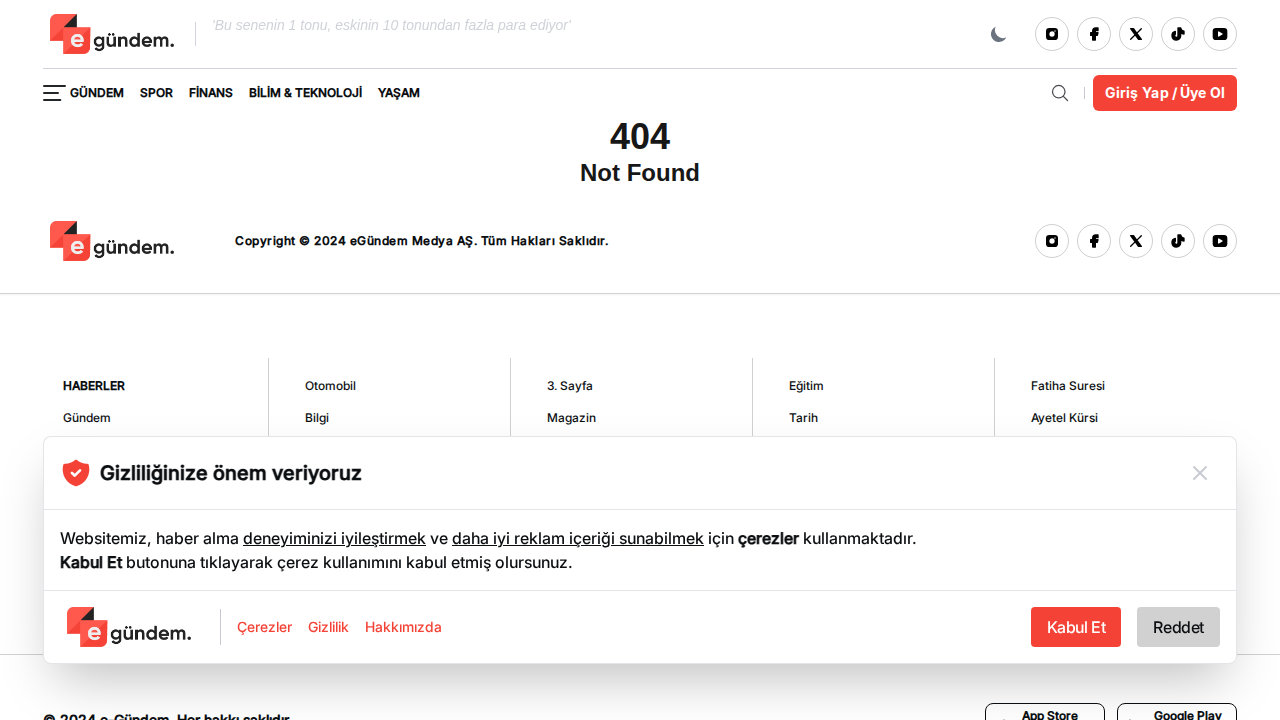 e gündem.
'Bu senenin 1 tonu, eskinin 10 tonundan fazla para ediyor'
GÜNDEM SPOR FİNANS BİLİM & TEKNOLOJİ YAŞAM
Giriş Yap / Üye Ol
404
Not Found
e gündem.
Copyright © 2024 eGündem Medya AŞ. Tüm Hakları Saklıdır.
HABERLER Otomobil 3. Sayfa Eğitim Fatiha Suresi
Gündem Bilgi Magazin Tarih Ayetel Kürsi
Gizliliğinize önem veriyoruz
Websitemiz, haber alma deneyiminizi iyileştirmek ve daha iyi reklam içeriği sunabilmek için çerezler kullanmaktadır.
Kabul Et butonuna tıklayarak çerez kullanımını kabul etmiş olursunuz.
e gündem. Çerezler Gizlilik Hakkımızda Kabul Et Reddet
© 2024 e-Gündem. Her hakkı saklıdır. App Store Google Play